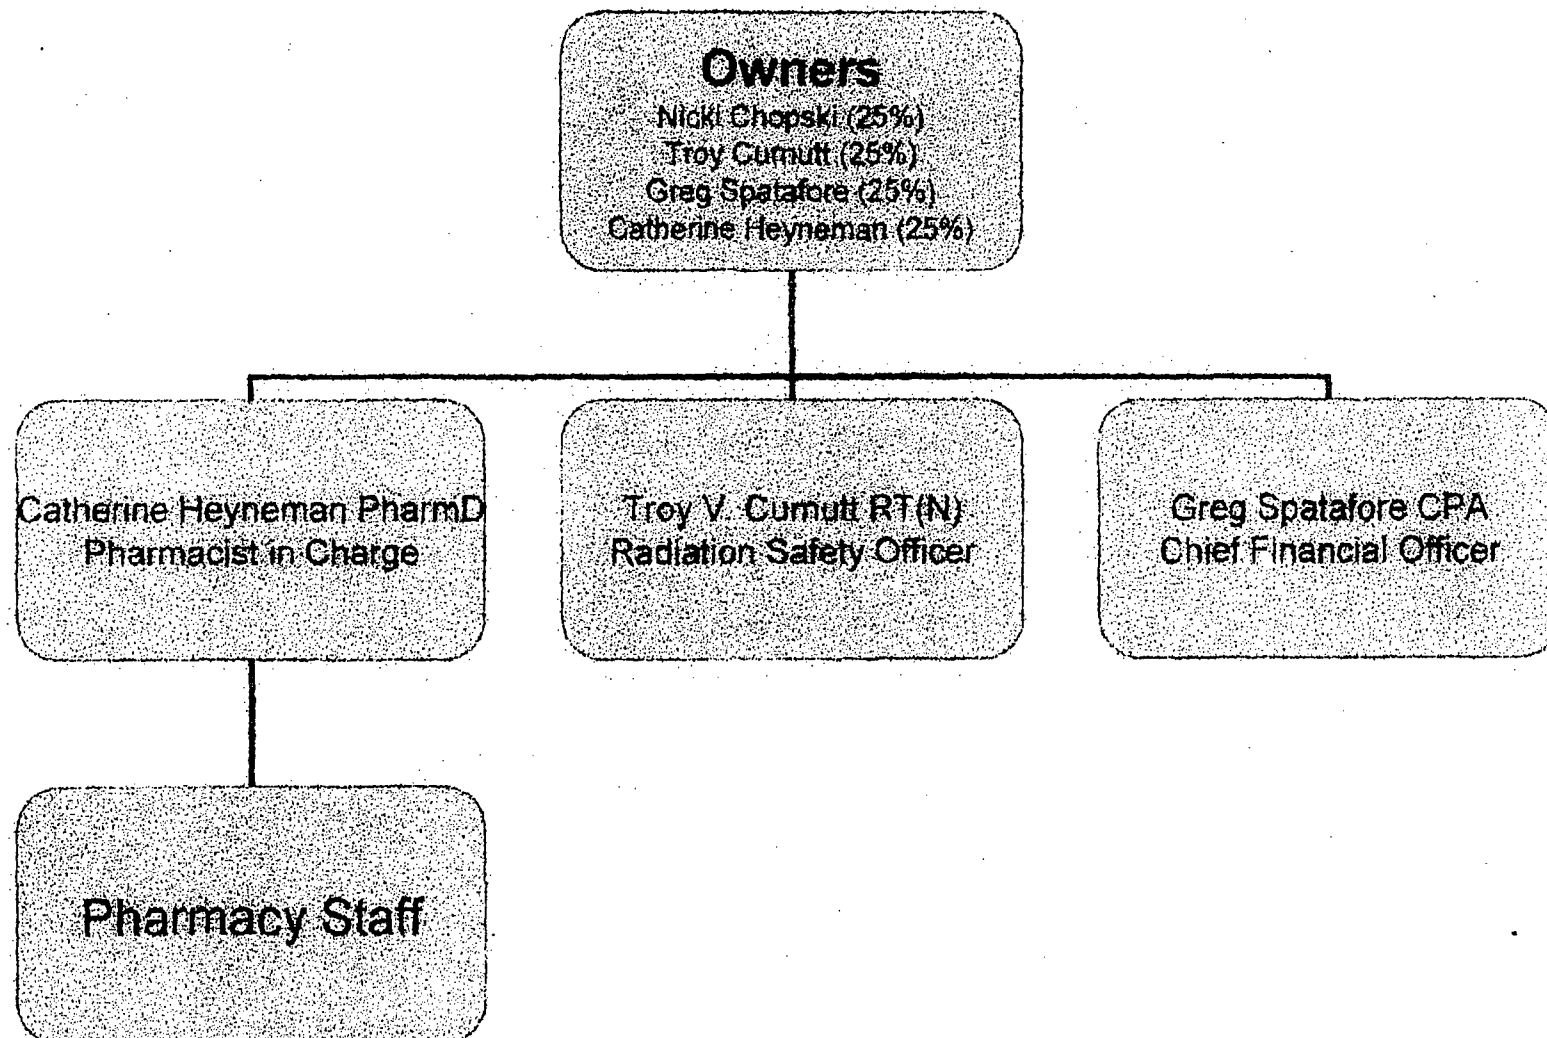 Owners
Nicki Chopski (25%)
Troy Curnutt (25%)
Greg Spatafore (25%)
Catherine Heyneman (25%)
Catherine Heyneman PharmD
Pharmacist in Charge
Troy V. Curnutt RT(N)
Radiation Safety Officer
Greg Spatafore CPA
Chief Financial Officer
Pharmacy Staff